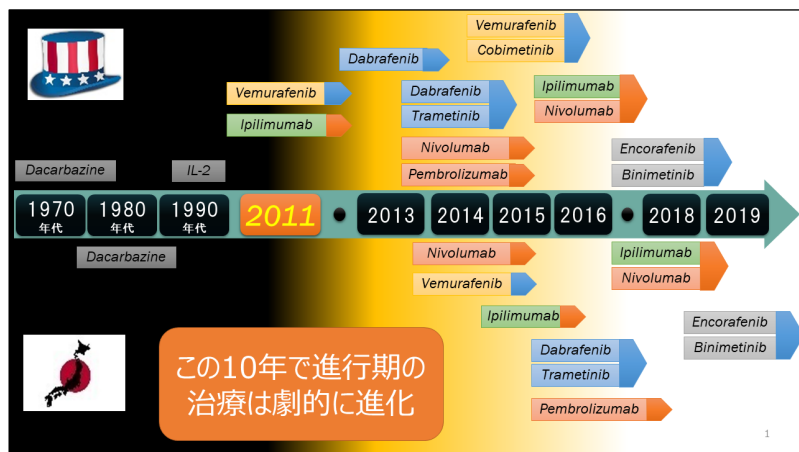 Vemurafenib
Cobimetinib
Dabrafenib
Vemurafenib
Ipilimumab
Dabrafenib
Trametinib
Ipilimumab
Nivolumab
Nivolumab
Pembrolizumab
Encorafenib
Binimetinib
Dacarbazine
IL-2
1970
年代
1980
年代
1990
年代
2011
2013
2014
2015
2016
2018
2019
Dacarbazine
Nivolumab
Vemurafenib
Ipilimumab
Nivolumab
Ipilimumab
Encorafenib
Binimetinib
Dabrafenib
Trametinib
Pembrolizumab
この10年で進行期の
治療は劇的に進化
1